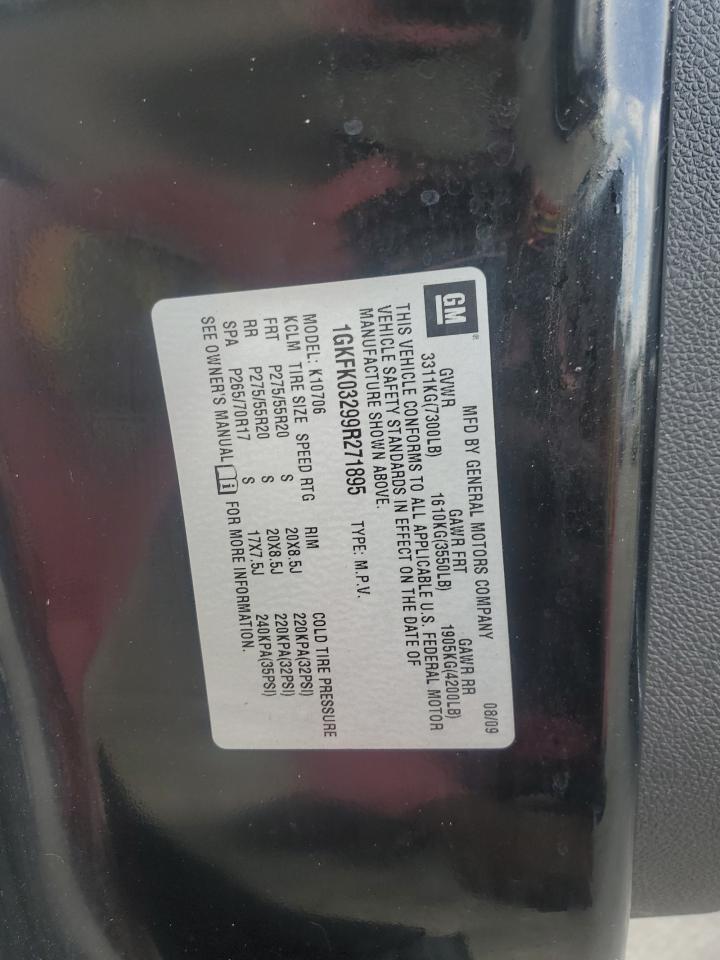 GM ®
MFD BY GENERAL MOTORS COMPANY 08/09
GVWR GAWR FRT GAWR RR
3311KG(7300LB) 1610KG(3550LB) 1905KG(4200LB)
THIS VEHICLE CONFORMS TO ALL APPLICABLE U.S. FEDERAL MOTOR
VEHICLE SAFETY STANDARDS IN EFFECT ON THE DATE OF
MANUFACTURE SHOWN ABOVE.
1GKFK03299R271895 TYPE: M.P.V.
MODEL: K10706
KCLM TIRE SIZE SPEED RTG RIM COLD TIRE PRESSURE
FRT P275/55R20 S 20X8.5J 220KPA(32PSI)
RR P275/55R20 S 20X8.5J 220KPA(32PSI)
SPA P265/70R17 S 17X7.5J 240KPA(35PSI)
SEE OWNER'S MANUAL i FOR MORE INFORMATION.